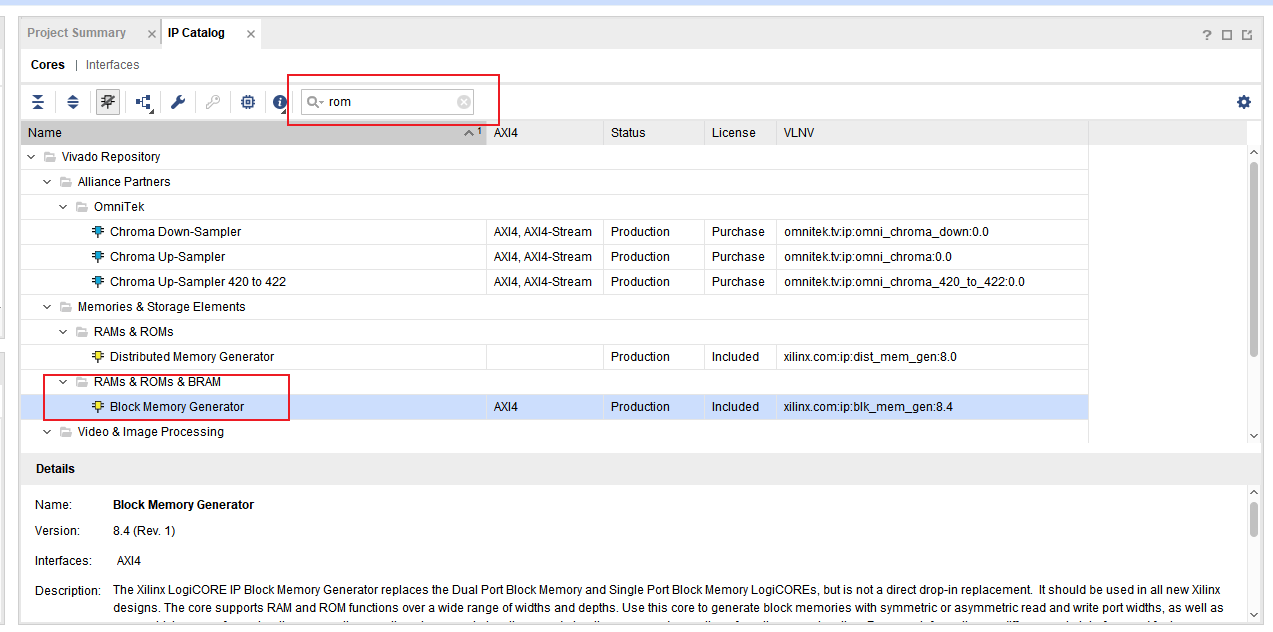 Project Summary IP Catalog
Cores | Interfaces
rom
Name 1 AXI4 Status License VLNV
Vivado Repository
Alliance Partners
OmniTek
Chroma Down-Sampler AXI4, AXI4-Stream Production Purchase omnitek.tv:ip:omni_chroma_down:0.0
Chroma Up-Sampler AXI4, AXI4-Stream Production Purchase omnitek.tv:ip:omni_chroma:0.0
Chroma Up-Sampler 420 to 422 AXI4, AXI4-Stream Production Purchase omnitek.tv:ip:omni_chroma_420_to_422:0.0
Memories & Storage Elements
RAMs & ROMs
Distributed Memory Generator Production Included xilinx.com:ip:dist_mem_gen:8.0
RAMs & ROMs & BRAM
Block Memory Generator AXI4 Production Included xilinx.com:ip:blk_mem_gen:8.4
Video & Image Processing
Details
Name: Block Memory Generator
Version: 8.4 (Rev. 1)
Interfaces: AXI4
Description: The Xilinx LogiCORE IP Block Memory Generator replaces the Dual Port Block Memory and Single Port Block Memory LogiCOREs, but is not a direct drop-in replacement. It should be used in all new Xilinx
designs. The core supports RAM and ROM functions over a wide range of widths and depths. Use this core to generate block memories with symmetric or asymmetric read and write port widths, as well as